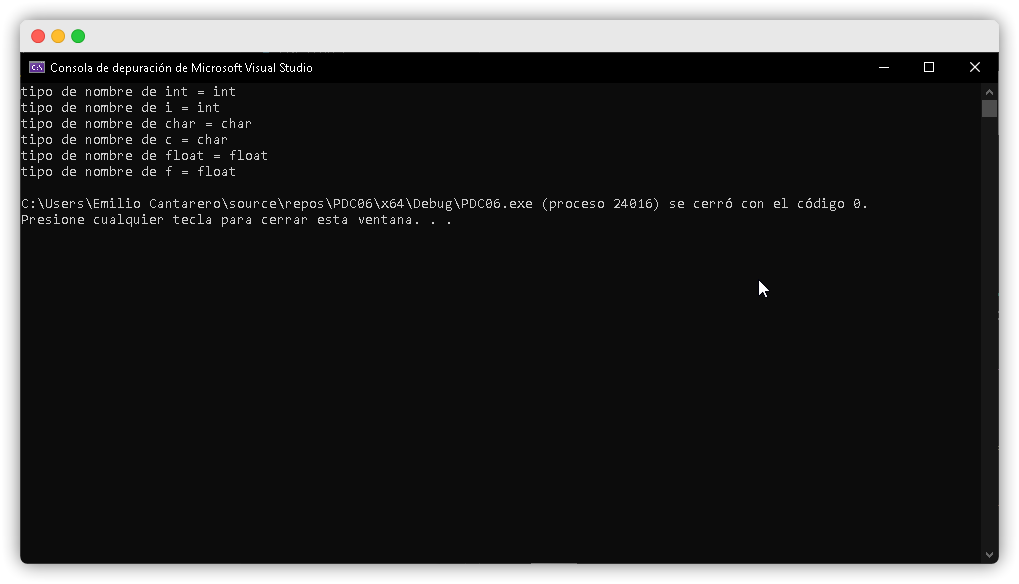 Consola de depuración de Microsoft Visual Studio
tipo de nombre de int = int
tipo de nombre de i = int
tipo de nombre de char = char
tipo de nombre de c = char
tipo de nombre de float = float
tipo de nombre de f = float
C:\Users\Emilio Cantarero\source\repos\PDC06\x64\Debug\PDC06.exe (proceso 24016) se cerró con el código 0.
Presione cualquier tecla para cerrar esta ventana. . .